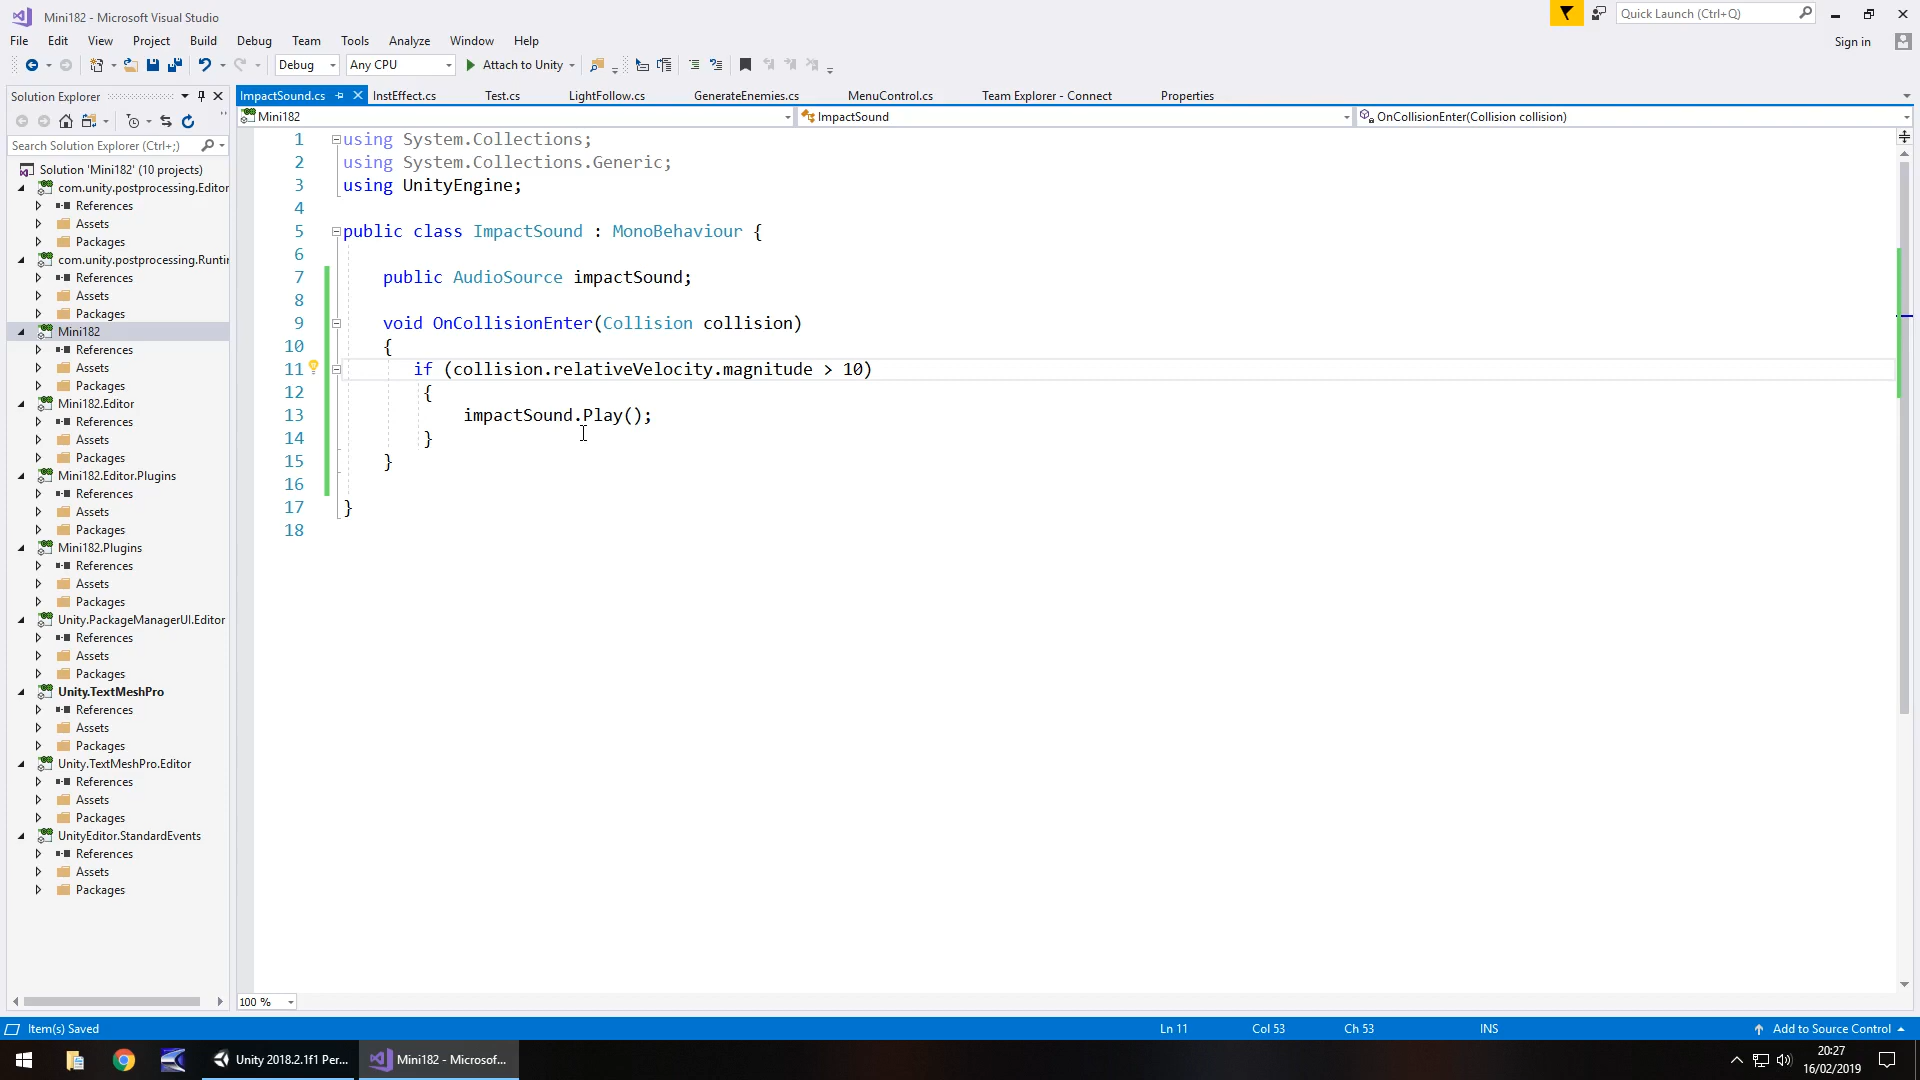 Mini182 - Microsoft Visual Studio
Quick Launch (Ctrl+Q)
File Edit View Project Build Debug Team Tools Analyze Window Help
Sign in
Debug Any CPU Attach to Unity
Solution Explorer
ImpactSound.cs InstEffect.cs Test.cs LightFollow.cs GenerateEnemies.cs MenuControl.cs Team Explorer - Connect Properties
Mini182 ImpactSound OnCollisionEnter(Collision collision)
Search Solution Explorer (Ctrl+;)
Solution 'Mini182' (10 projects)
com.unity.postprocessing.Editor
References
Assets
Packages
com.unity.postprocessing.Runti
References
Assets
Packages
Mini182
References
Assets
Packages
Mini182.Editor
References
Assets
Packages
Mini182.Editor.Plugins
References
Assets
Packages
Mini182.Plugins
References
Assets
Packages
Unity.PackageManagerUI.Editor
References
Assets
Packages
Unity.TextMeshPro
References
Assets
Packages
Unity.TextMeshPro.Editor
References
Assets
Packages
UnityEditor.StandardEvents
References
Assets
Packages
1 using System.Collections;
2 using System.Collections.Generic;
3 using UnityEngine;
4
5 public class ImpactSound : MonoBehaviour {
6
7 public AudioSource impactSound;
8
9 void OnCollisionEnter(Collision collision)
10 {
11 if (collision.relativeVelocity.magnitude > 10)
12 {
13 impactSound.Play();
14 }
15 }
16
17 }
18
100 %
Item(s) Saved Ln 11 Col 53 Ch 53 INS Add to Source Control
Unity 2018.2.1f1 Per... Mini182 - Microsof...
20:27
16/02/2019